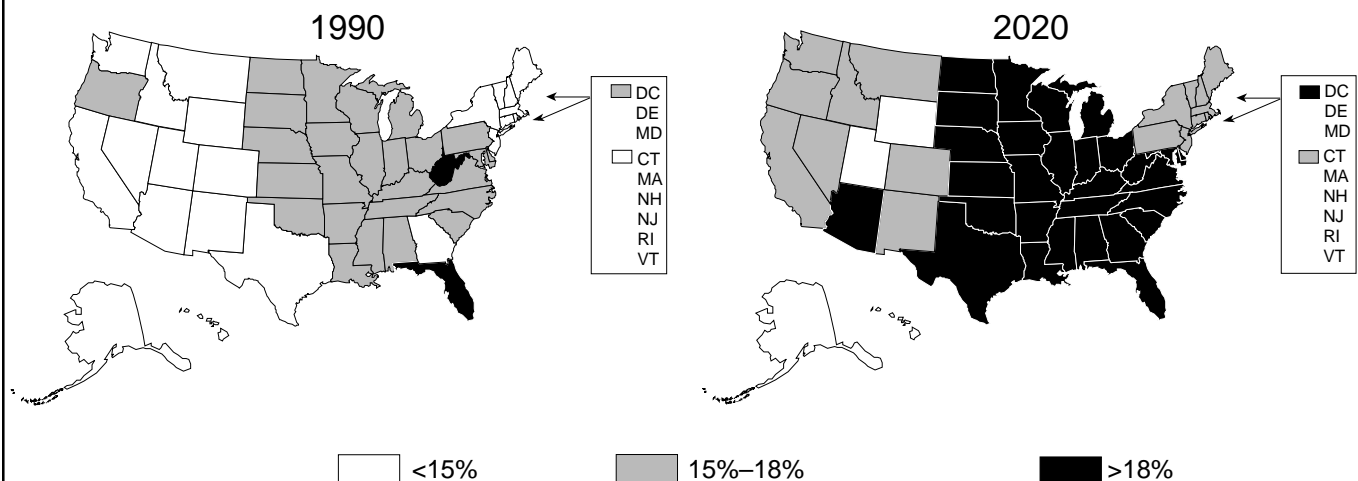 1990
DC
DE
MD
CT
MA
NH
NJ
RI
VT
2020
DC
DE
MD
CT
MA
NH
NJ
RI
VT
<15%
15%–18%
>18%